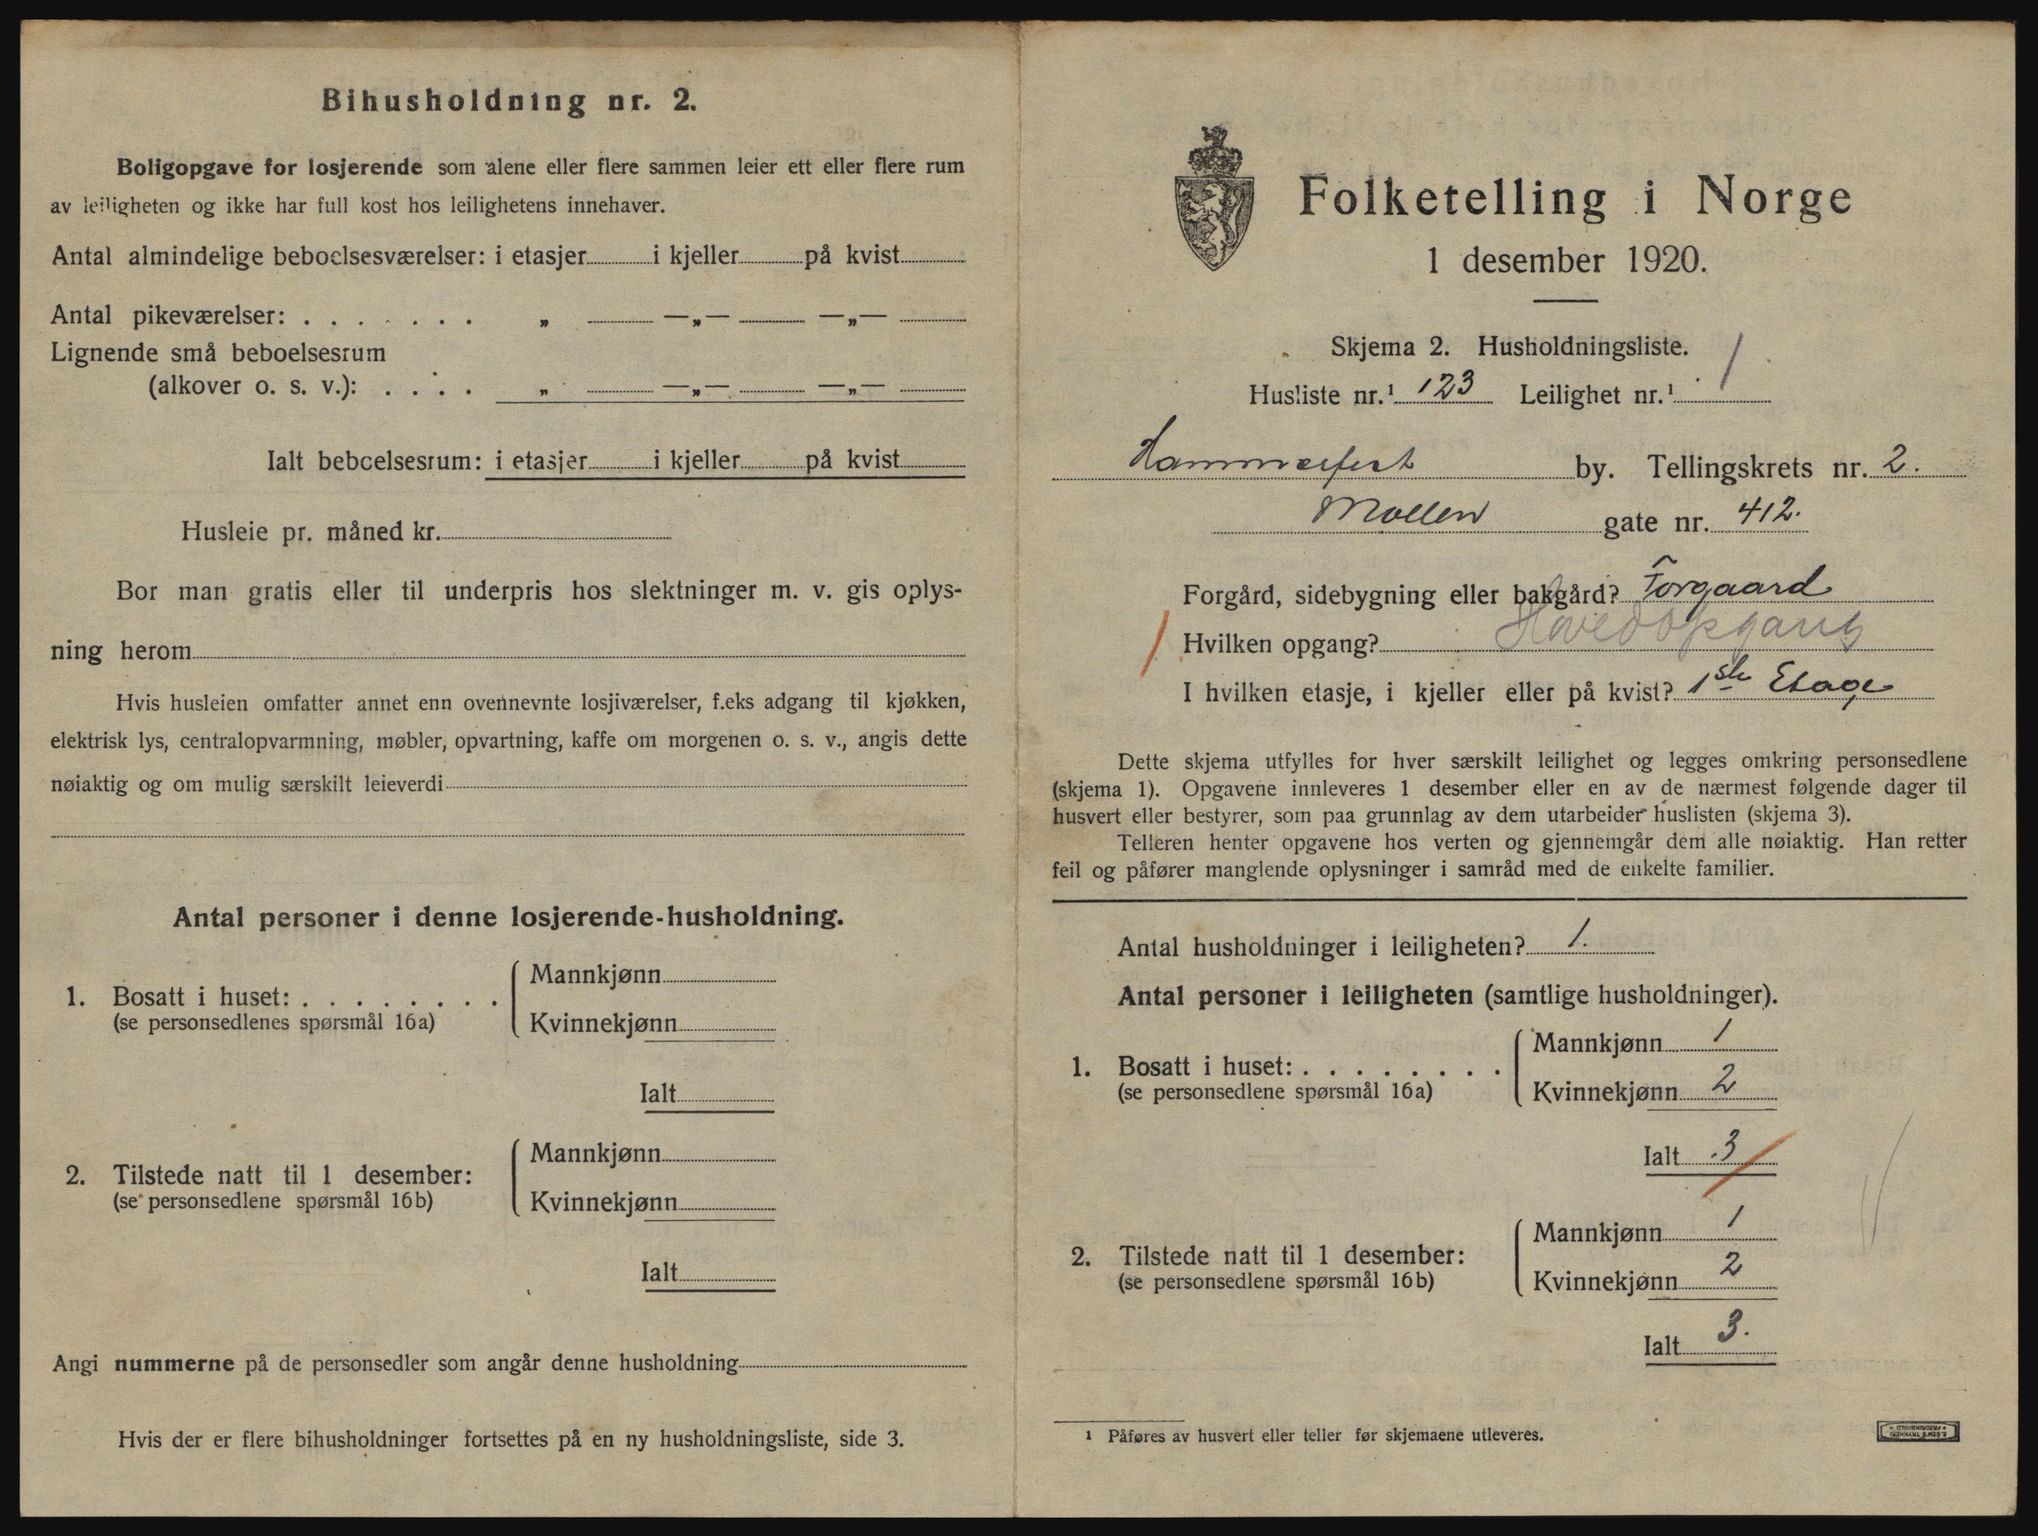 Bihusholdning nr. 2.
Boligopgave for losjerende som alene eller flere sammen leier ett eller flere rum
av leiligheten og ikke har full kost hos leilighetens innehaver.
Antal almindelige beboelsesværelser: i etasjer i kjeller på kvist
Antal pikeværelser: . . . . . . . „ —„— —„—
Lignende små beboelsesrum
(alkover o. s. v.): . . . . „ —„— —„—
Ialt beboelsesrum: i etasjer i kjeller på kvist
Husleie pr. måned kr.
Bor man gratis eller til underpris hos slektninger m. v. gis oplys-
ning herom
Hvis husleien omfatter annet enn ovennevnte losjiværelser, f.eks adgang til kjøkken,
elektrisk lys, centralopvarmning, møbler, opvartning, kaffe om morgenen o. s. v., angis dette
nøiaktig og om mulig særskilt leieverdi
Antal personer i denne losjerende-husholdning.
1. Bosatt i huset: . . . . . . . .
(se personsedlenes spørsmål 16a)
Mannkjønn
Kvinnekjønn
Ialt
2. Tilstede natt til 1 desember:
(se personsedlene spørsmål 16b)
Mannkjønn
Kvinnekjønn
Ialt
Angi nummerne på de personsedler som angår denne husholdning
Hvis der er flere bihusholdninger fortsettes på en ny husholdningsliste, side 3.
Folketelling i Norge
1 desember 1920.
Skjema 2. Husholdningsliste.
Husliste nr.¹ 123 Leilighet nr.¹ 1
Hammerfest by. Tellingskrets nr. 2.
Mollen gate nr. 412.
Forgård, sidebygning eller bakgård? Forgaard
Hvilken opgang? Hovedopgang
I hvilken etasje, i kjeller eller på kvist? 1ste Etage
Dette skjema utfylles for hver særskilt leilighet og legges omkring personsedlene
(skjema 1). Opgavene innleveres 1 desember eller en av de nærmest følgende dager til
husvert eller bestyrer, som paa grunnlag av dem utarbeider huslisten (skjema 3).
Telleren henter opgavene hos verten og gjennemgår dem alle nøiaktig. Han retter
feil og påfører manglende oplysninger i samråd med de enkelte familier.
Antal husholdninger i leiligheten? 1.
Antal personer i leiligheten (samtlige husholdninger).
1. Bosatt i huset: . . . . . . . .
(se personsedlene spørsmål 16a)
Mannkjønn 1
Kvinnekjønn 2
Ialt 3
2. Tilstede natt til 1 desember:
(se personsedlene spørsmål 16b)
Mannkjønn 1
Kvinnekjønn 2
Ialt 3.
¹ Påføres av husvert eller teller før skjemaene utleveres.